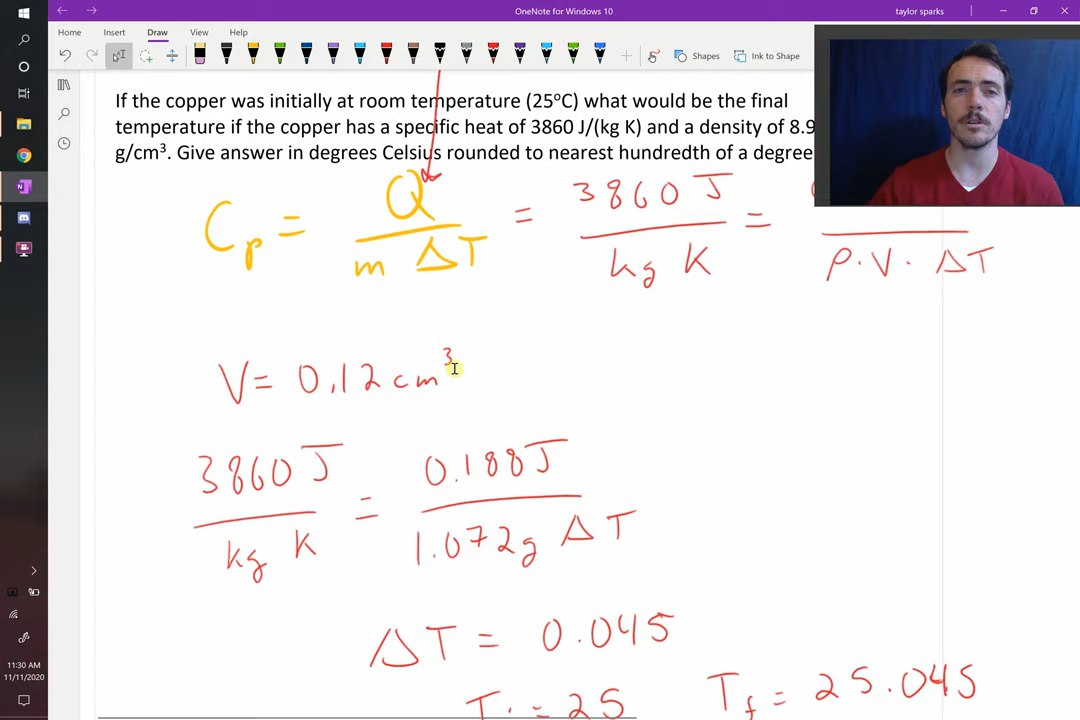 OneNote for Windows 10
taylor sparks
Home Insert Draw View Help
Shapes
Ink to Shape
If the copper was initially at room temperature (25°C) what would be the final
temperature if the copper has a specific heat of 3860 J/(kg K) and a density of 8.9
g/cm³. Give answer in degrees Celsius rounded to nearest hundredth of a degree
Cp = Q / m ΔT = 3860 J / kg K = / ρ·V·ΔT
V = 0.12 cm³
3860 J / kg K = 0.188 J / 1.072g ΔT
ΔT = 0.045
= 25
Tf = 25.045
11:30 AM
11/11/2020